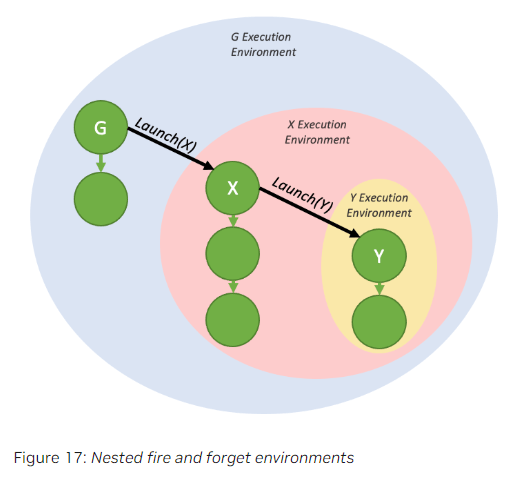 G Execution
Environment
G
Launch(X)
X Execution
Environment
X
Launch(Y)
Y Execution
Environment
Y
Figure 17: Nested fire and forget environments